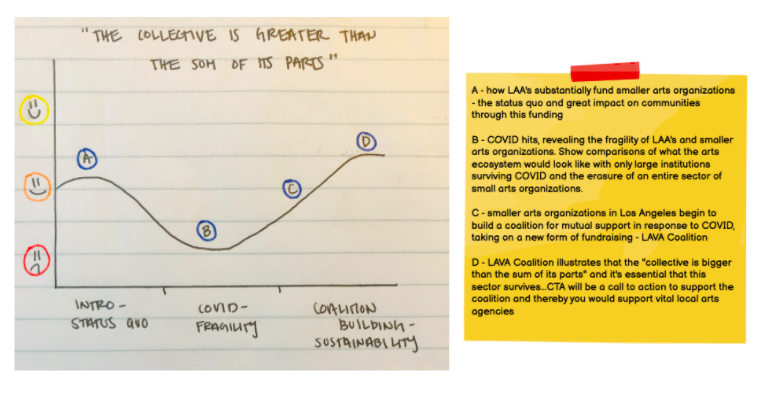 "THE COLLECTIVE IS GREATER THAN
THE SUM OF ITS PARTS"
A
B
C
D
INTRO-
STATUS QUO
COVID-
FRAGILITY
COALITION
BUILDING-
SUSTAINABILITY
A - how LAA's substantially fund smaller arts organizations
- the status quo and great impact on communities
through this funding
B - COVID hits, revealing the fragility of LAA's and smaller
arts organizations. Show comparisons of what the arts
ecosystem would look like with only large institutions
surviving COVID and the erasure of an entire sector of
small arts organizations.
C - smaller arts organizations in Los Angeles begin to
build a coalition for mutual support in response to COVID,
taking on a new form of fundraising - LAVA Coalition
D - LAVA Coalition illustrates that the "collective is bigger
than the sum of its parts" and it's essential that this
sector survives...CTA will be a call to action to support the
coalition and thereby you would support vital local arts
agencies